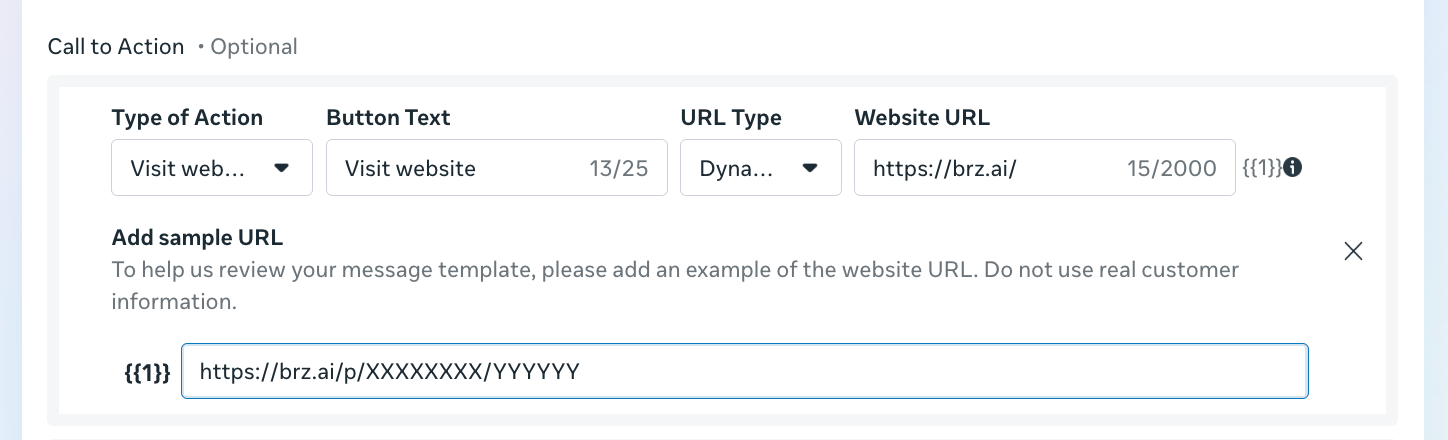 Call to Action • Optional
Type of Action Button Text URL Type Website URL
Visit web... Visit website 13/25 Dyna... https://brz.ai/ 15/2000 {{1}}
Add sample URL
To help us review your message template, please add an example of the website URL. Do not use real customer
information.
{{1}} https://brz.ai/p/XXXXXXXX/YYYYYY